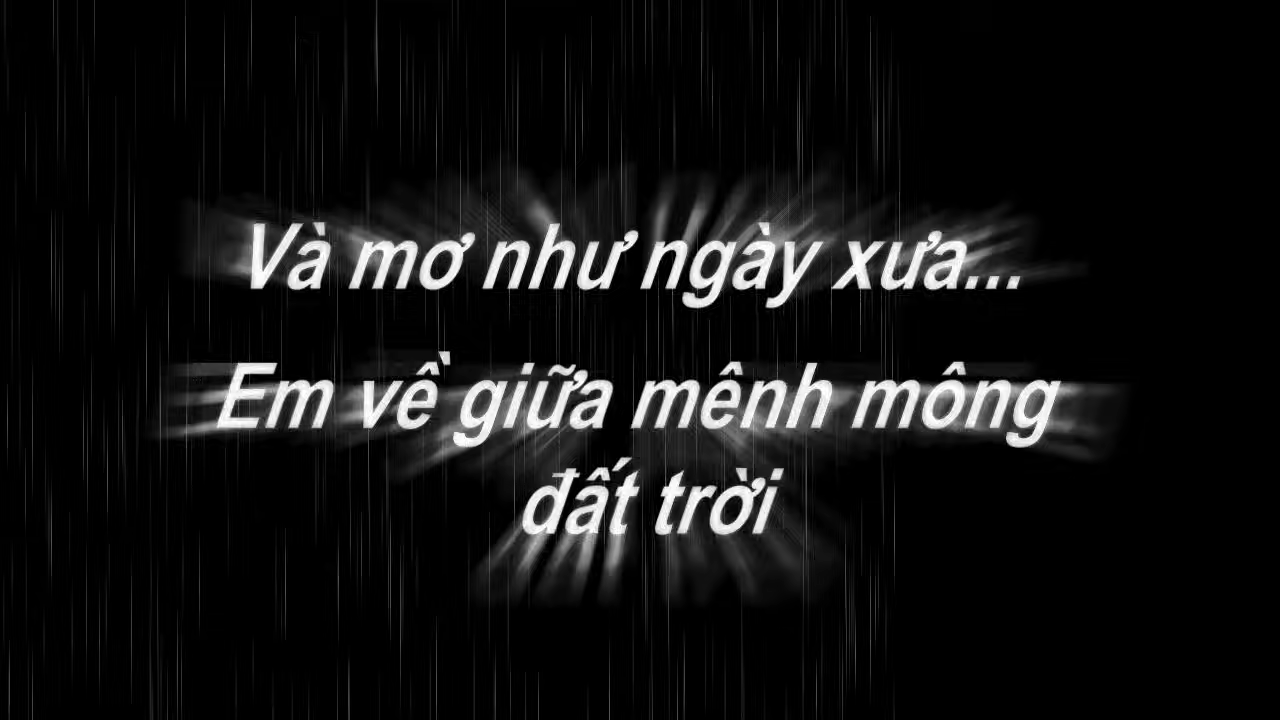 Và mơ như ngày xưa...
Em về giữa mênh mông
đất trời